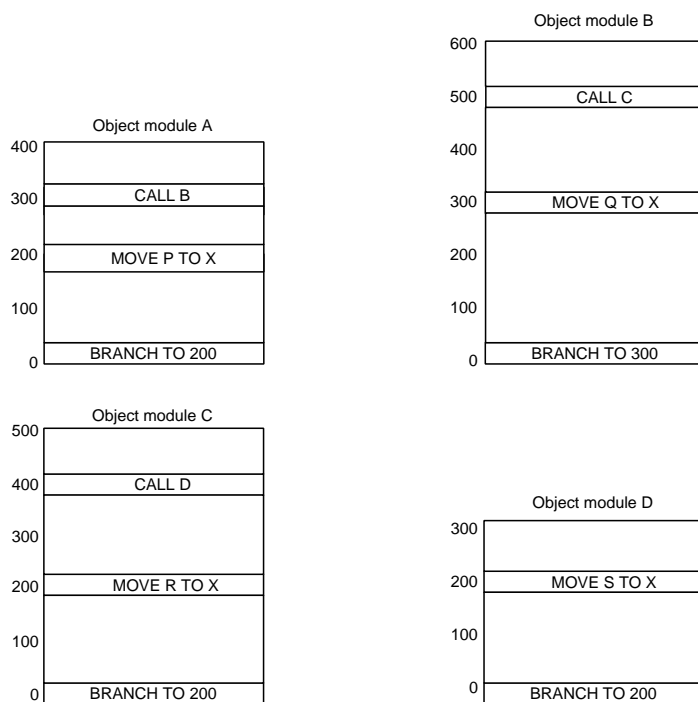 Object module A
400
300
CALL B
200
MOVE P TO X
100
0
BRANCH TO 200
Object module B
600
500
CALL C
400
300
MOVE Q TO X
200
100
0
BRANCH TO 300
Object module C
500
400
CALL D
300
200
MOVE R TO X
100
0
BRANCH TO 200
Object module D
300
200
MOVE S TO X
100
0
BRANCH TO 200